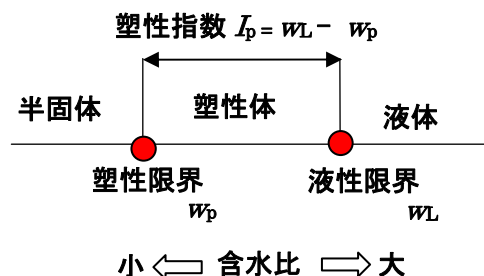 塑性指数 Ip = wL − wp
半固体 塑性体 液体
塑性限界 液性限界
wp wL
小 ⇦ 含水比 ⇨ 大